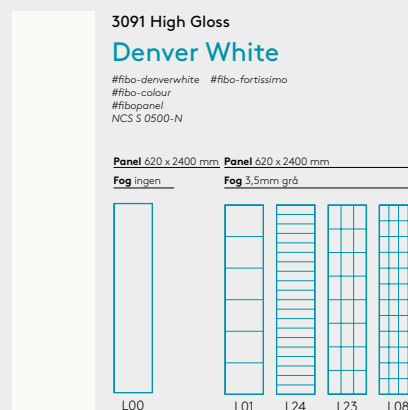 3091 High Gloss
Denver White
#fibo-denverwhite #fibo-fortissimo
#fibo-colour
#fibopanel
NCS S 0500-N
Panel 620 x 2400 mm Panel 620 x 2400 mm
Fog ingen Fog 3,5mm grå
L00 L01 L24 L23 L08